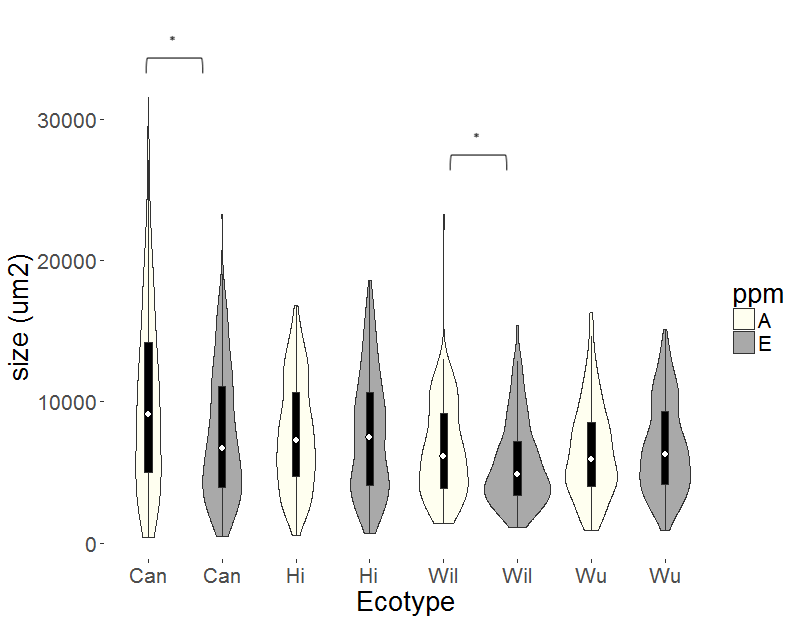 *
*
30000
20000
10000
0
size (um2)
Can Can Hi Hi Wil Wil Wu Wu
Ecotype
ppm
A
E